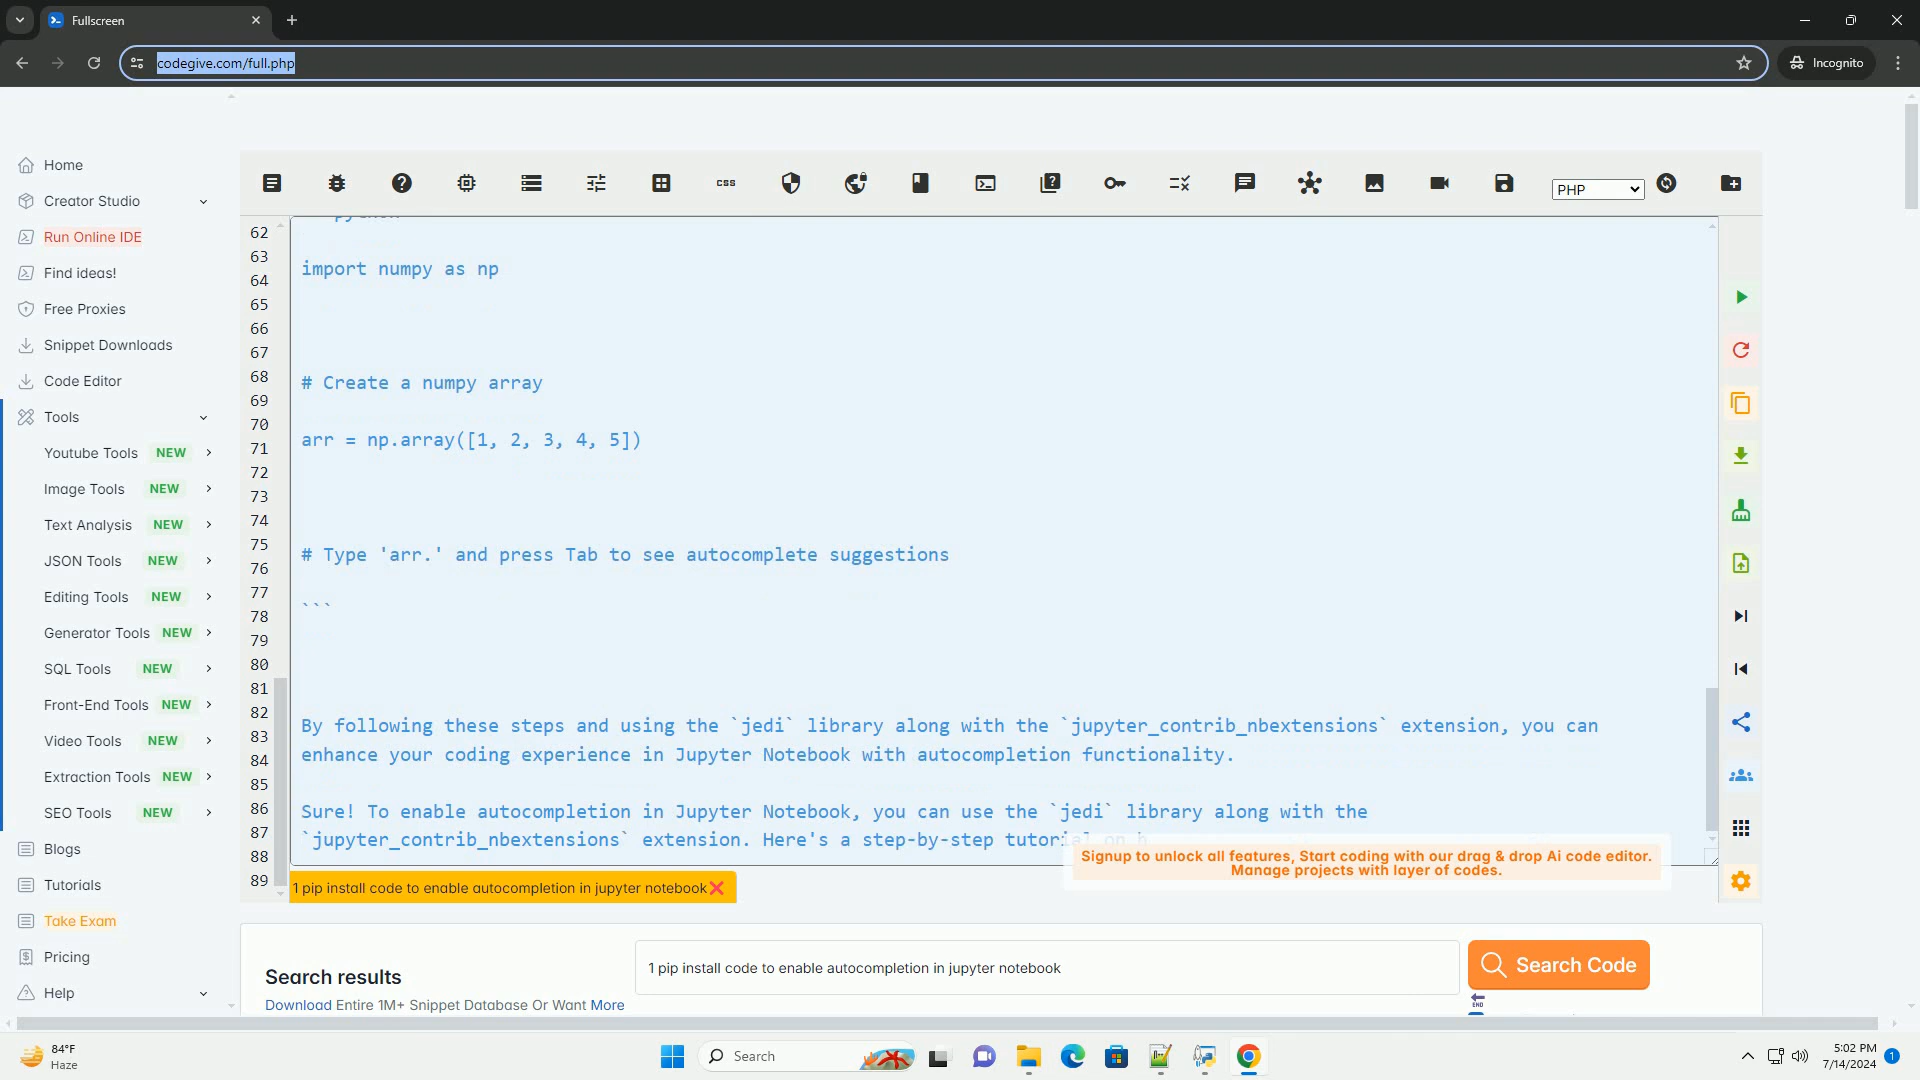 Fullscreen
codegive.com/full.php
Incognito
Home
Creator Studio
Run Online IDE
Find ideas!
Free Proxies
Snippet Downloads
Code Editor
Tools
Youtube Tools NEW
Image Tools NEW
Text Analysis NEW
JSON Tools NEW
Editing Tools NEW
Generator Tools NEW
SQL Tools NEW
Front-End Tools NEW
Video Tools NEW
Extraction Tools NEW
SEO Tools NEW
Blogs
Tutorials
Take Exam
Pricing
Help
css
PHP
62
63
64
65
66
67
68
69
70
71
72
73
74
75
76
77
78
79
80
81
82
83
84
85
86
87
88
89
import numpy as np
# Create a numpy array
arr = np.array([1, 2, 3, 4, 5])
# Type 'arr.' and press Tab to see autocomplete suggestions
```
By following these steps and using the `jedi` library along with the `jupyter_contrib_nbextensions` extension, you can
enhance your coding experience in Jupyter Notebook with autocompletion functionality.
Sure! To enable autocompletion in Jupyter Notebook, you can use the `jedi` library along with the
`jupyter_contrib_nbextensions` extension. Here's a step-by-step tutorial on h
Signup to unlock all features, Start coding with our drag & drop Ai code editor.
Manage projects with layer of codes.
1 pip install code to enable autocompletion in jupyter notebook
Search results
Download Entire 1M+ Snippet Database Or Want More
1 pip install code to enable autocompletion in jupyter notebook
Search Code
END
84°F
Haze
Search
5:02 PM
7/14/2024
1